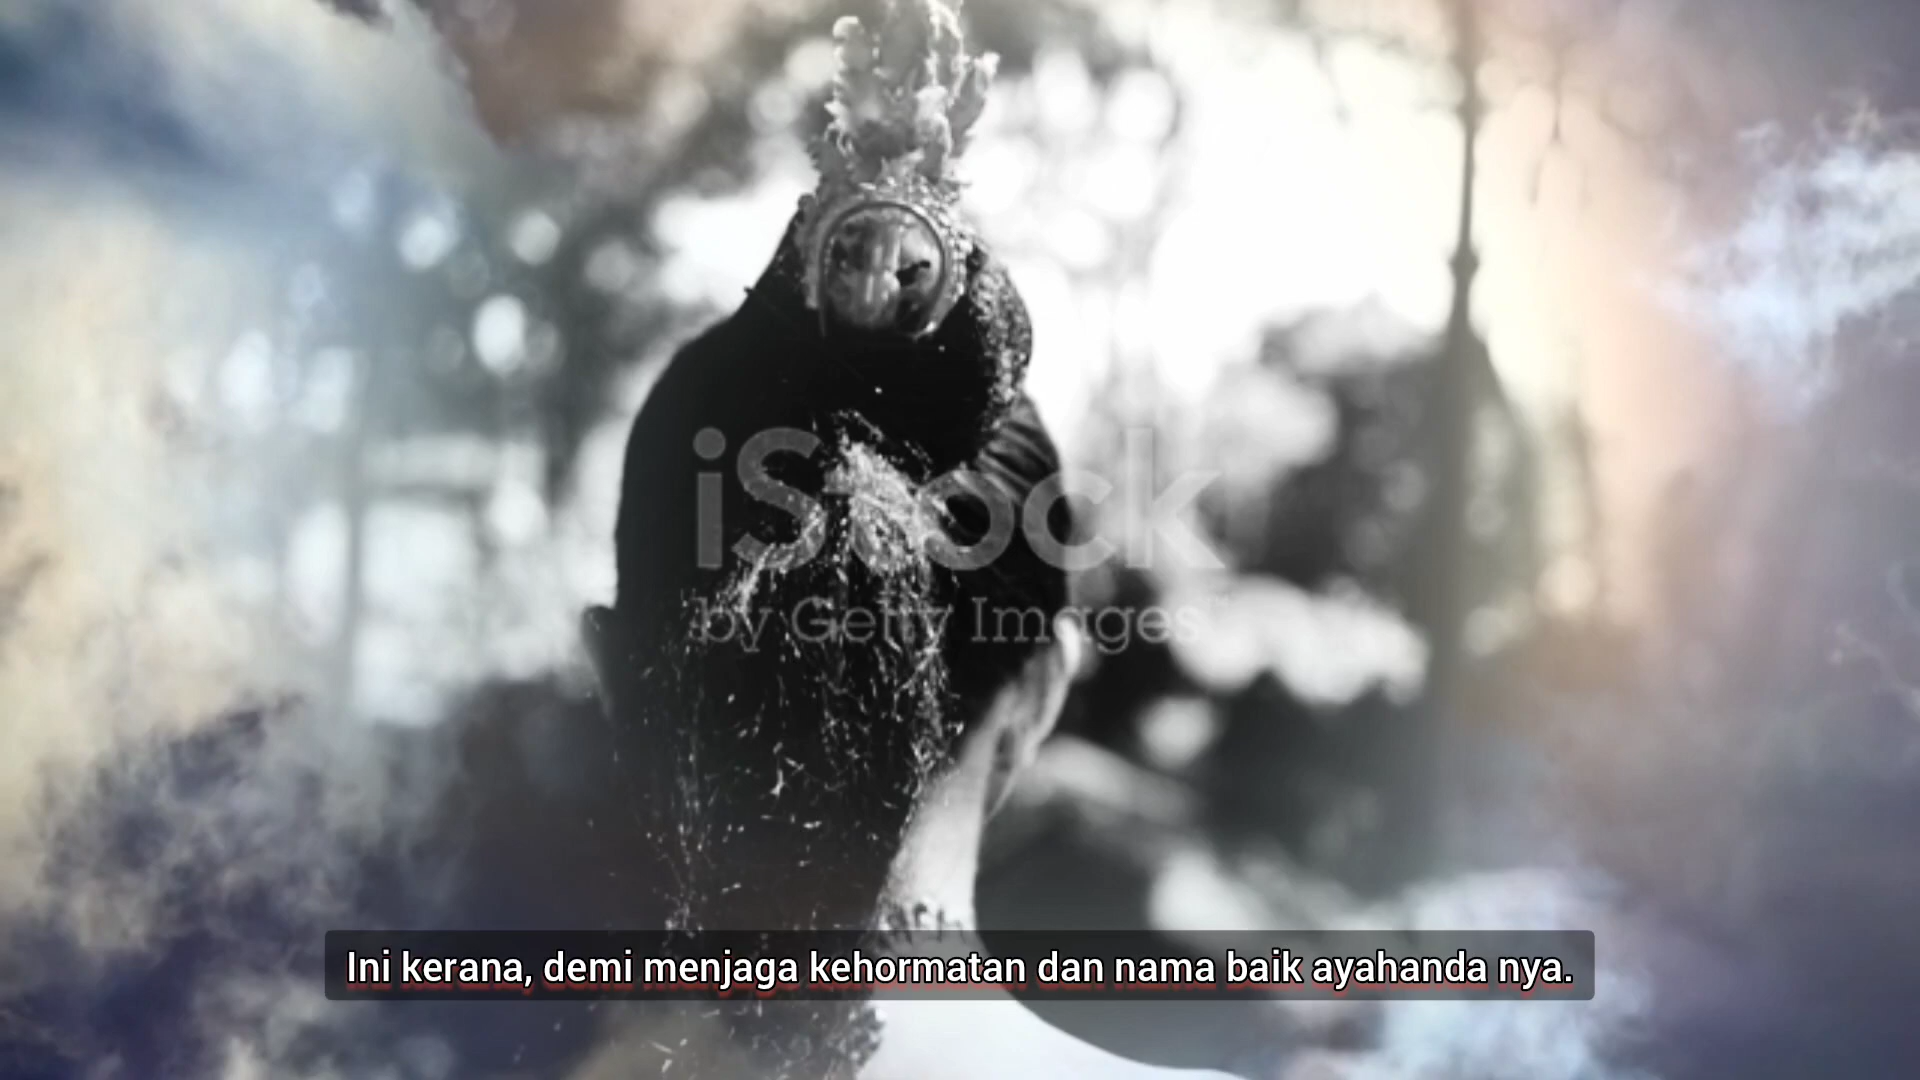 iStock
by Getty Images
Ini kerana, demi menjaga kehormatan dan nama baik ayahanda nya.